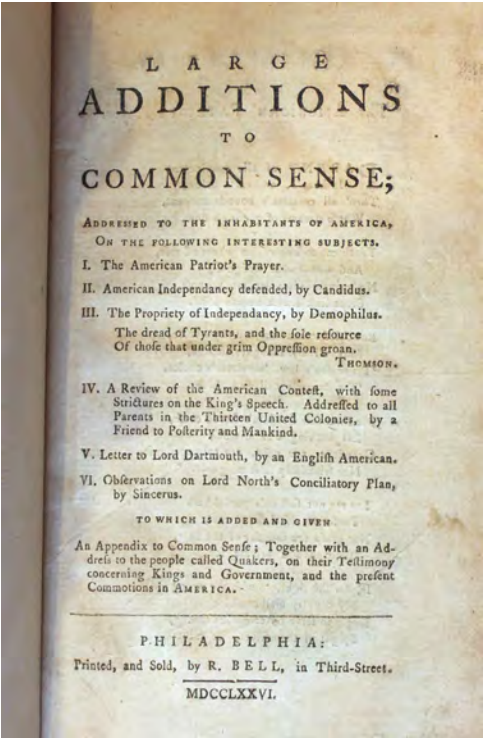 LARGE
ADDITIONS
TO
COMMON SENSE;
ADDRESSED TO THE INHABITANTS OF AMERICA,
ON THE FOLLOWING INTERESTING SUBJECTS.
I. The American Patriot's Prayer.
II. American Independancy defended, by Candidus.
III. The Propriety of Independancy, by Demophilus.
The dread of Tyrants, and the ſole reſource
Of thoſe that under grim Oppreſſion groan.
THOMSON.
IV. A Review of the American Conteſt, with ſome
Strictures on the King's Speech. Addreſſed to all
Parents in the Thirteen United Colonies, by a
Friend to Poſterity and Mankind.
V. Letter to Lord Dartmouth, by an Engliſh American.
VI. Obſervations on Lord North's Conciliatory Plan,
by Sincerus.
TO WHICH IS ADDED AND GIVEN
An Appendix to Common Senſe; Together with an Ad-
dreſs to the people called Quakers, on their Teſtimony
concerning Kings and Government, and the preſent
Commotions in AMERICA.
PHILADELPHIA:
Printed, and Sold, by R. BELL, in Third-Street.
MDCCLXXVI.